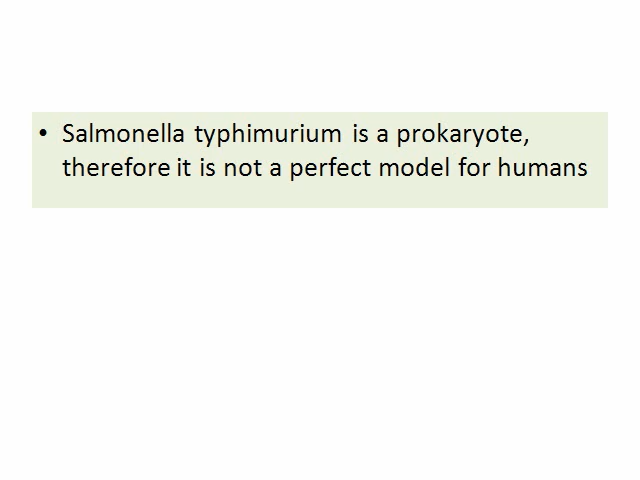 • Salmonella typhimurium is a prokaryote,
therefore it is not a perfect model for humans